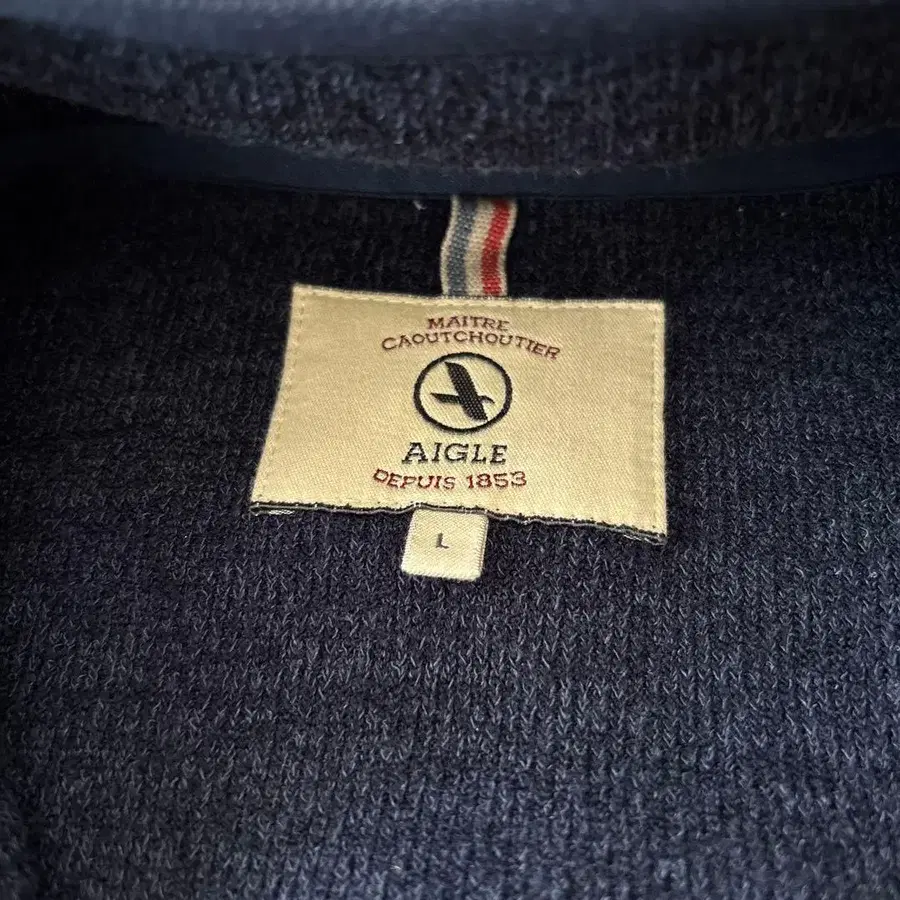 MAITRE
CAOUTCHOUTIER
AIGLE
DEPUIS 1853
L